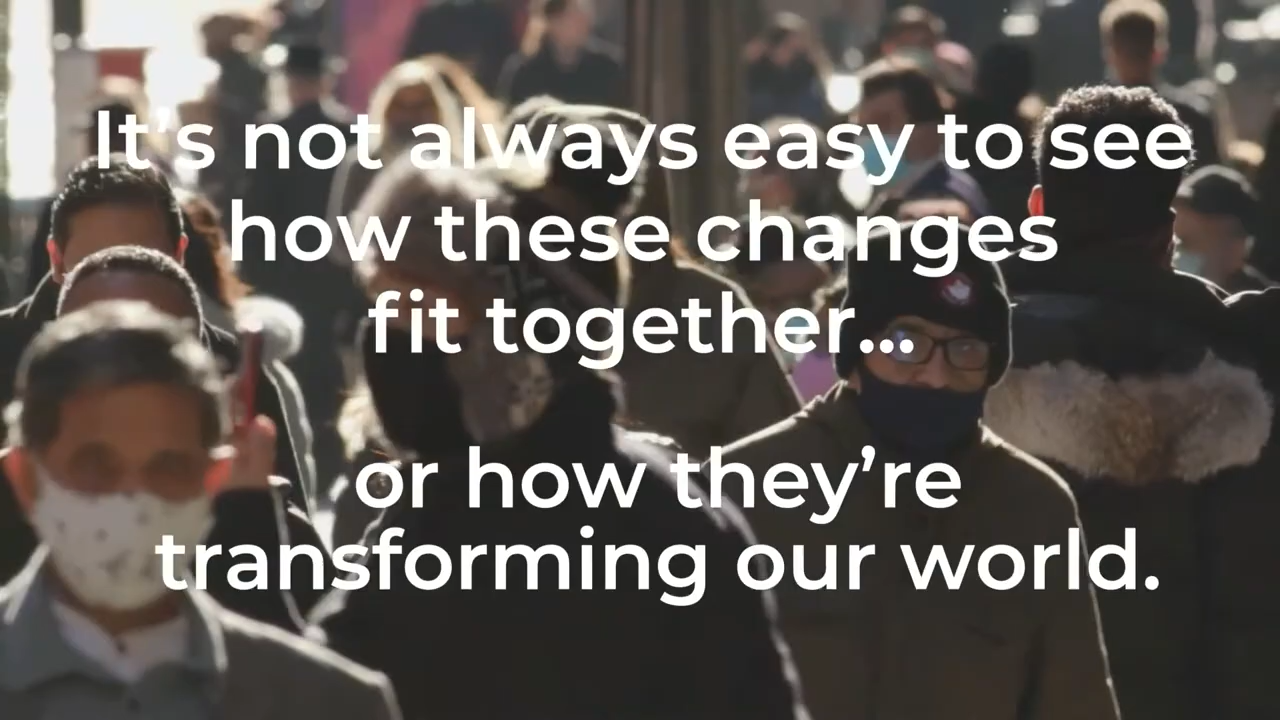 It’s not always easy to see
how these changes
fit together...
or how they’re
transforming our world.